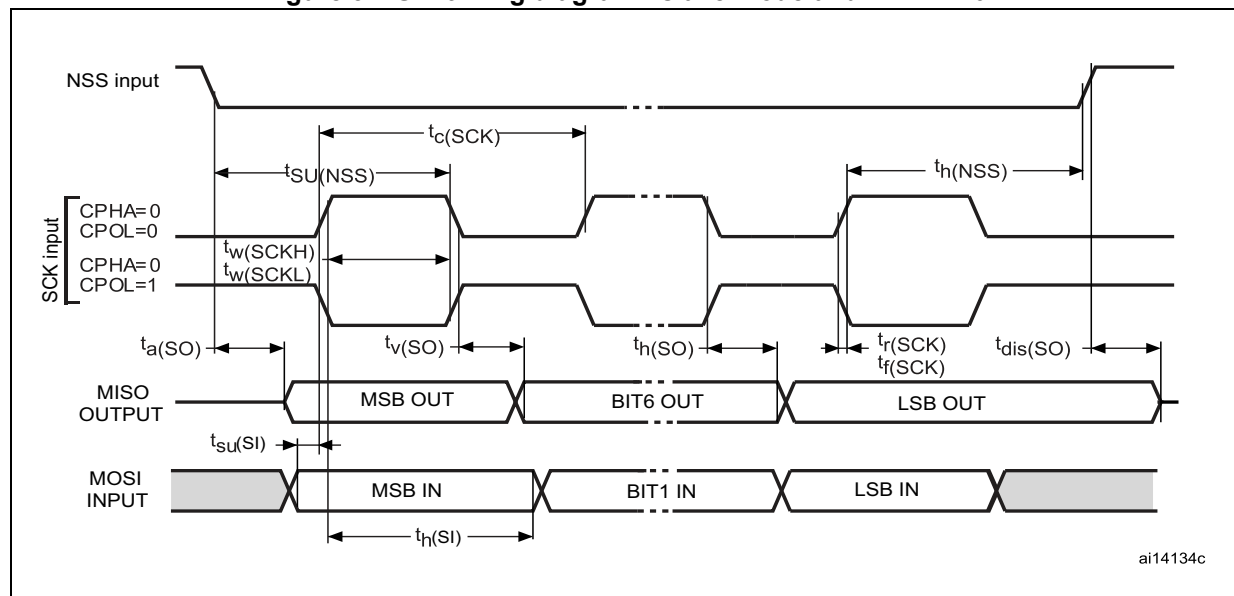 NSS input
tc(SCK)
tSU(NSS)
th(NSS)
SCK input
CPHA=0
CPOL=0
tw(SCKH)
tw(SCKL)
CPHA=0
CPOL=1
ta(SO)
tv(SO)
th(SO)
tr(SCK)
tf(SCK)
tdis(SO)
MISO
OUTPUT
MSB OUT
BIT6 OUT
LSB OUT
tsu(SI)
MOSI
INPUT
MSB IN
BIT1 IN
LSB IN
th(SI)
ai14134c